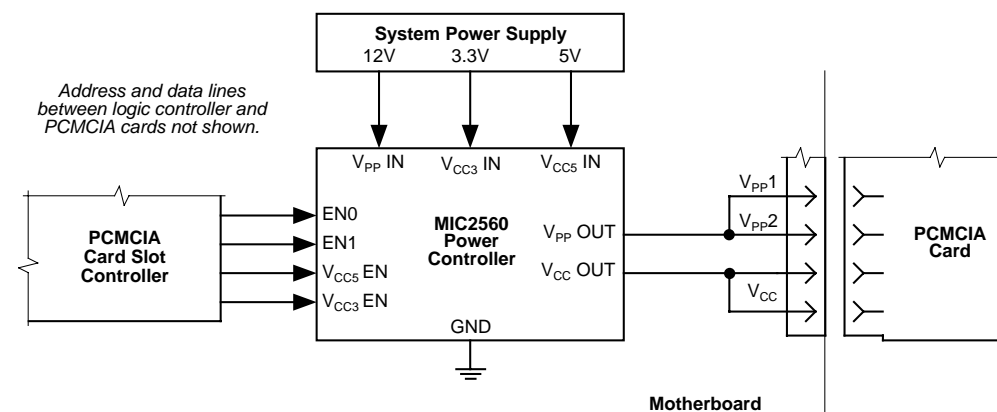 System Power Supply
12V 3.3V 5V
Address and data lines
between logic controller and
PCMCIA cards not shown.
VPP IN VCC3 IN VCC5 IN
PCMCIA
Card Slot
Controller
EN0
EN1
VCC5 EN
VCC3 EN
MIC2560
Power
Controller
VPP OUT
VCC OUT
GND
VPP1
VPP2
VCC
PCMCIA
Card
Motherboard